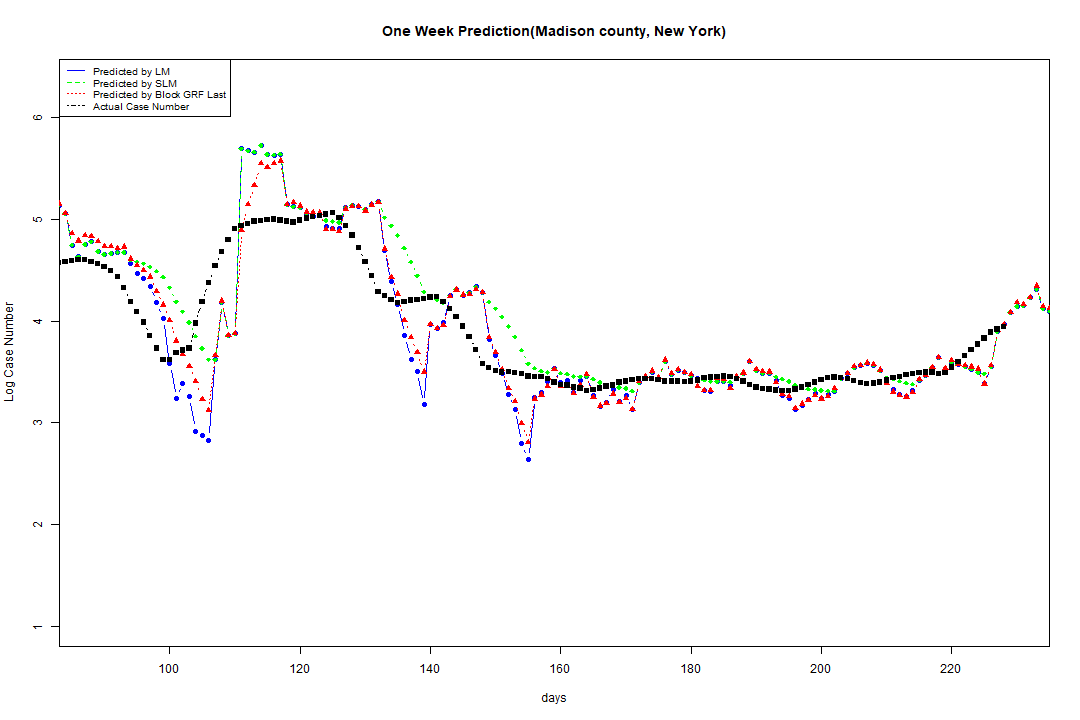 One Week Prediction(Madison county, New York)
Predicted by LM
Predicted by SLM
Predicted by Block GRF Last
Actual Case Number
Log Case Number
6
5
4
3
2
1
100
120
140
160
180
200
220
days